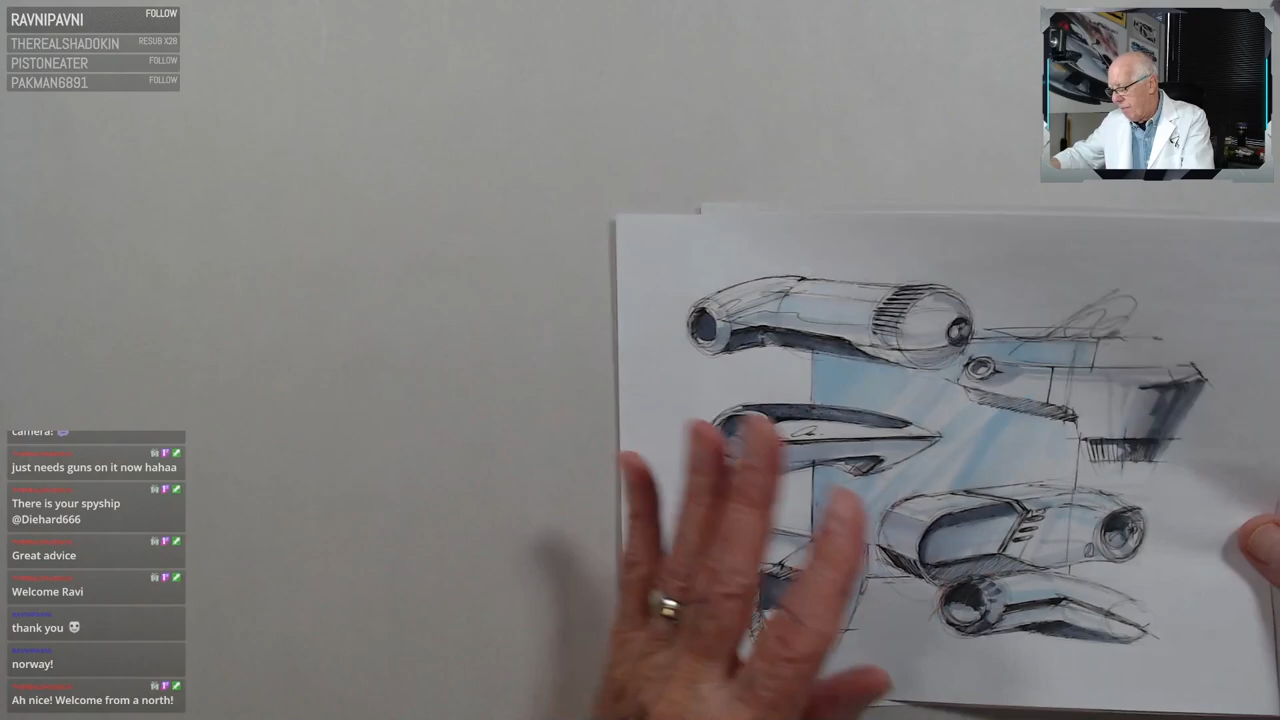 RAVNIPAVNI FOLLOW
THEREALSHADOKIN RESUB X28
PISTONEATER FOLLOW
PAKMAN6891 FOLLOW
camera!
just needs guns on it now hahaa
There is your spyship
@Diehard666
Great advice
Welcome Ravi
thank you
norway!
Ah nice! Welcome from a north!